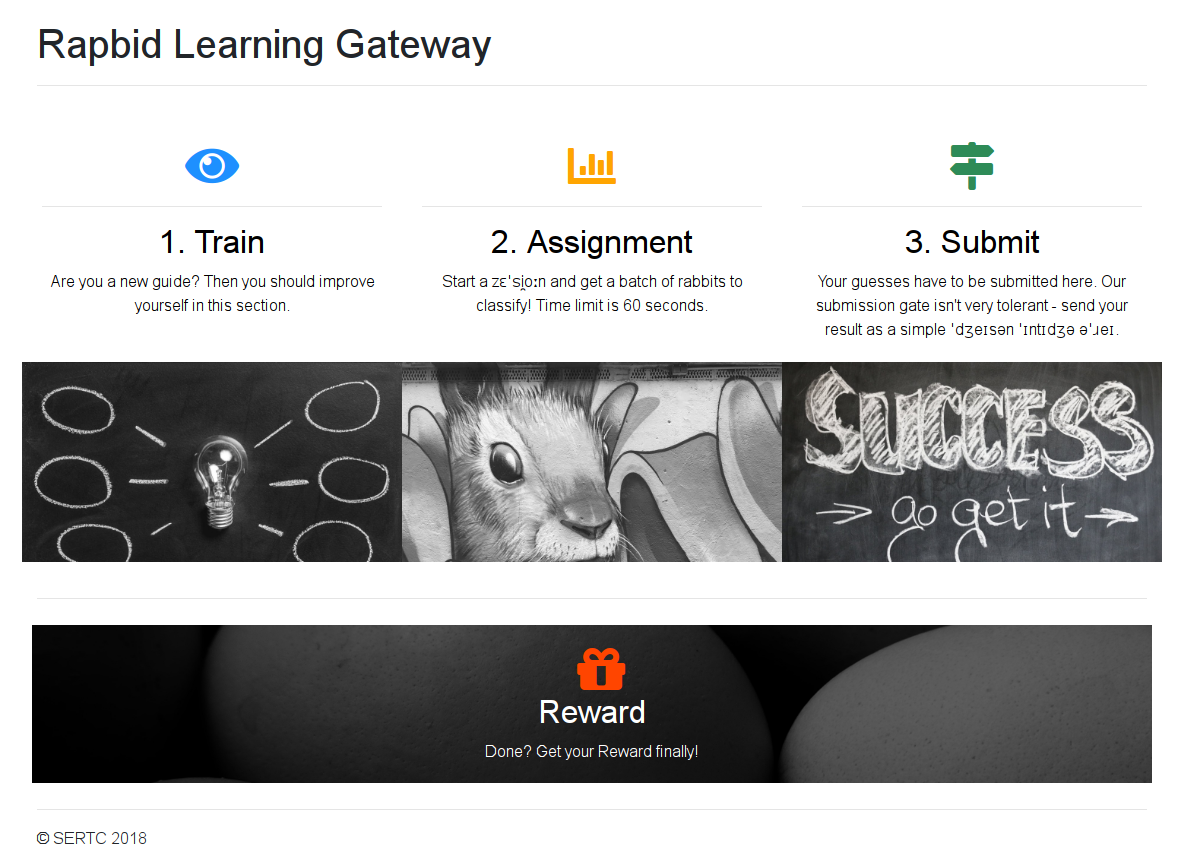 Rapbid Learning Gateway
1. Train
Are you a new guide? Then you should improve
yourself in this section.
2. Assignment
Start a zɛˈsi̯oːn and get a batch of rabbits to
classify! Time limit is 60 seconds.
3. Submit
Your guesses have to be submitted here. Our
submission gate isn't very tolerant - send your
result as a simple ˈdʒeɪsən ˈɪntɪdʒə əˈɹeɪ.
SUCCESS
go get it
Reward
Done? Get your Reward finally!
© SERTC 2018